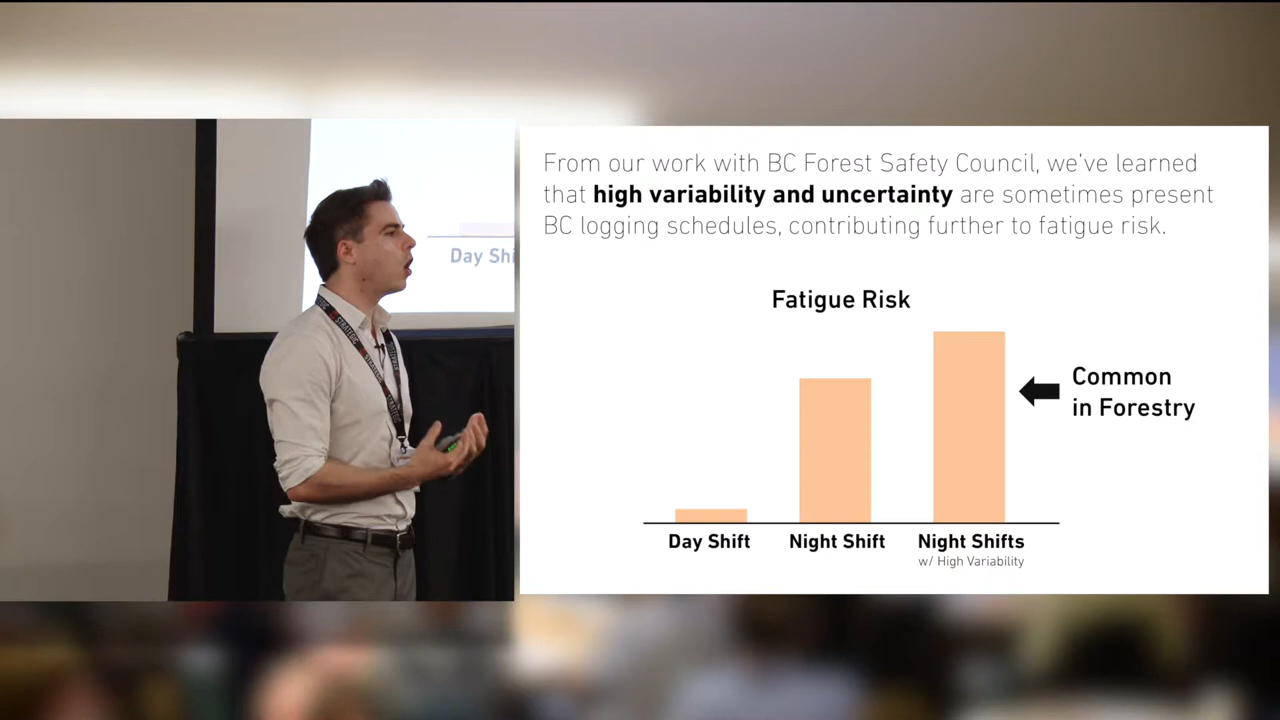 From our work with BC Forest Safety Council, we've learned
that high variability and uncertainty are sometimes present
BC logging schedules, contributing further to fatigue risk.
Fatigue Risk
Common
in Forestry
Day Shift
Night Shift
Night Shifts
w/ High Variability
Day Shi
STRATEGIC